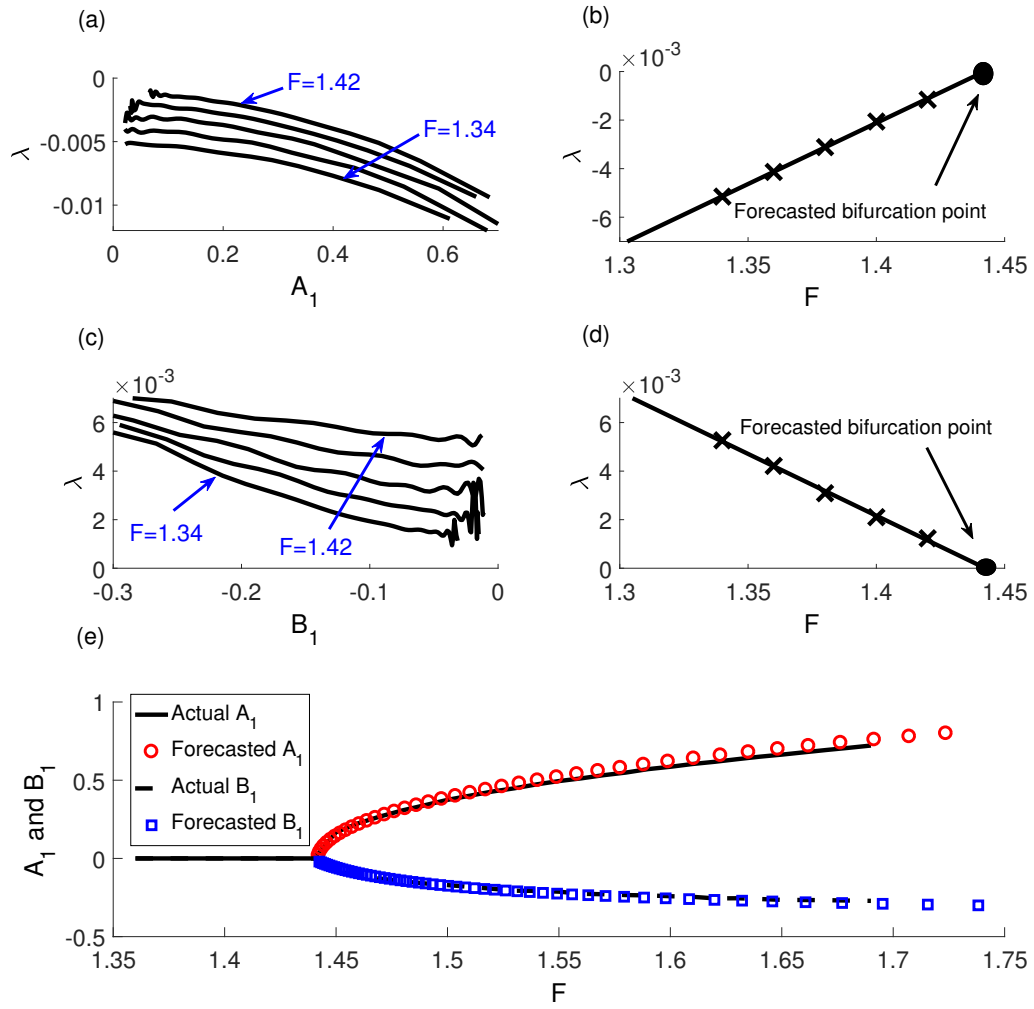 (a)
0
-0.005
-0.01
λ
F=1.42
F=1.34
0
0.2
0.4
0.6
A1
(b)
×10-3
0
-2
-4
-6
λ
Forecasted bifurcation point
1.3
1.35
1.4
1.45
F
(c)
×10-3
6
4
2
0
λ
F=1.34
F=1.42
-0.3
-0.2
-0.1
0
B1
(d)
×10-3
6
4
2
0
λ
Forecasted bifurcation point
1.3
1.35
1.4
1.45
F
(e)
1
0.5
0
-0.5
A1 and B1
Actual A1
Forecasted A1
Actual B1
Forecasted B1
1.35
1.4
1.45
1.5
1.55
1.6
1.65
1.7
1.75
F